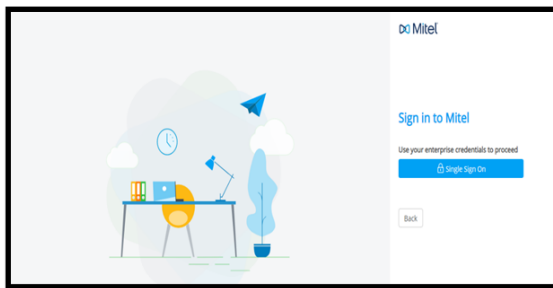 Mitel
Sign in to Mitel
Use your enterprise credentials to proceed
Single Sign On
Back